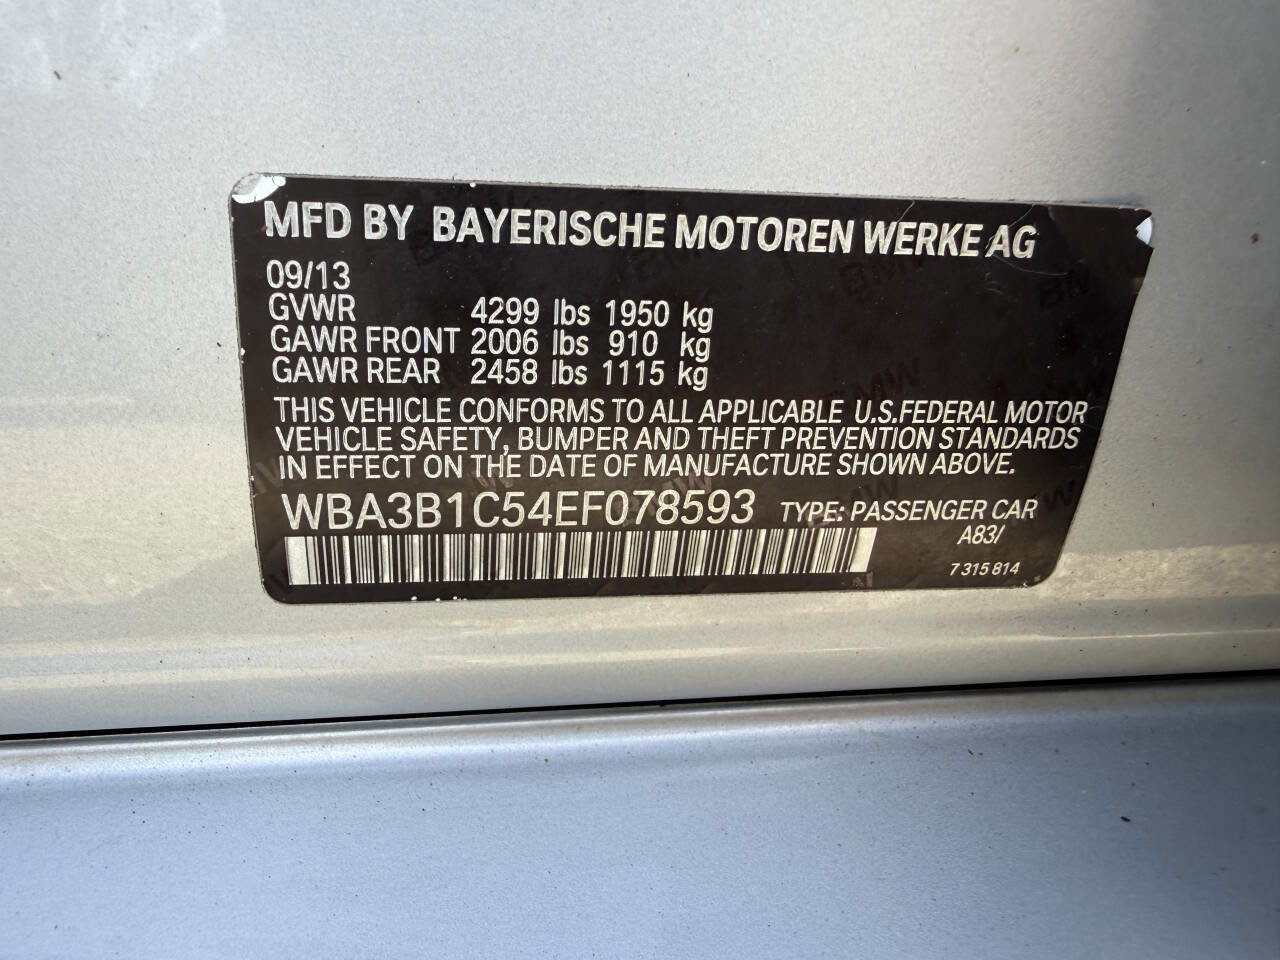 MFD BY BAYERISCHE MOTOREN WERKE AG
09/13
GVWR 4299 lbs 1950 kg
GAWR FRONT 2006 lbs 910 kg
GAWR REAR 2458 lbs 1115 kg
THIS VEHICLE CONFORMS TO ALL APPLICABLE U.S.FEDERAL MOTOR
VEHICLE SAFETY, BUMPER AND THEFT PREVENTION STANDARDS
IN EFFECT ON THE DATE OF MANUFACTURE SHOWN ABOVE.
WBA3B1C54EF078593 TYPE: PASSENGER CAR
A83/
7 315 814